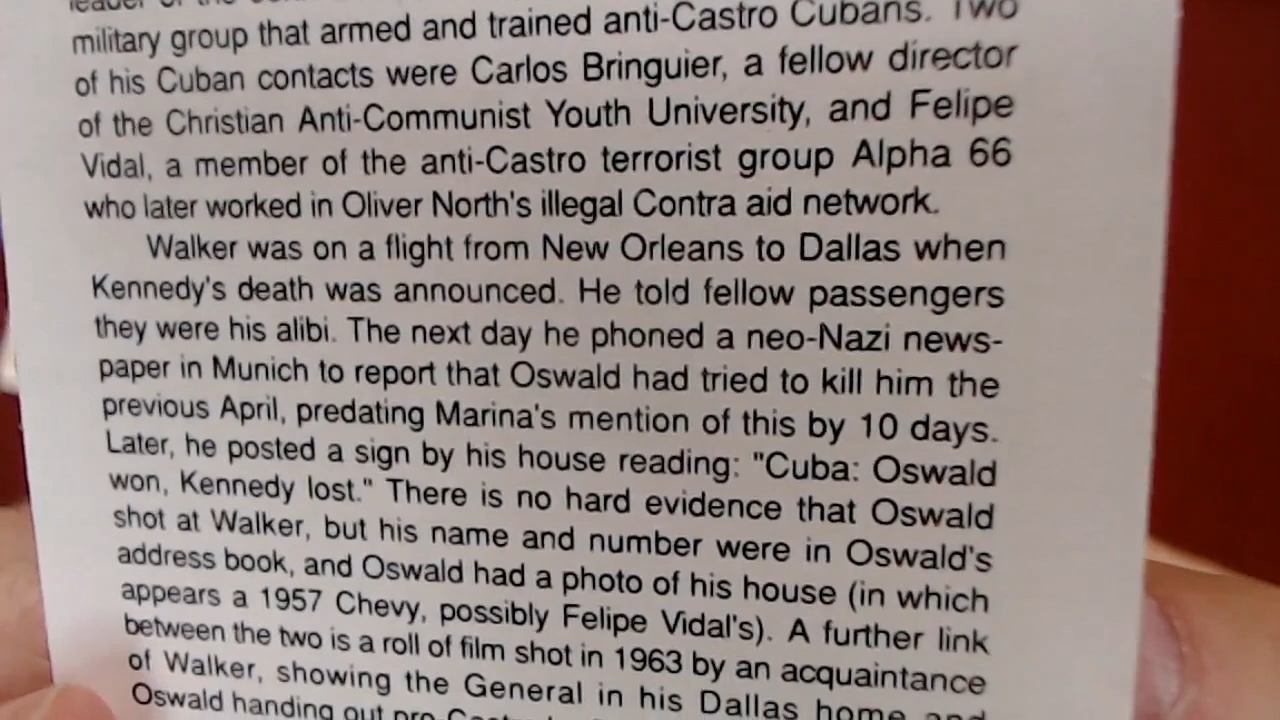 leader of the
military group that armed and trained anti-Castro Cubans. Two
of his Cuban contacts were Carlos Bringuier, a fellow director
of the Christian Anti-Communist Youth University, and Felipe
Vidal, a member of the anti-Castro terrorist group Alpha 66
who later worked in Oliver North's illegal Contra aid network.
Walker was on a flight from New Orleans to Dallas when
Kennedy's death was announced. He told fellow passengers
they were his alibi. The next day he phoned a neo-Nazi news-
paper in Munich to report that Oswald had tried to kill him the
previous April, predating Marina's mention of this by 10 days.
Later, he posted a sign by his house reading: "Cuba: Oswald
won, Kennedy lost." There is no hard evidence that Oswald
shot at Walker, but his name and number were in Oswald's
address book, and Oswald had a photo of his house (in which
appears a 1957 Chevy, possibly Felipe Vidal's). A further link
between the two is a roll of film shot in 1963 by an acquaintance
of Walker, showing the General in his Dallas home and
Oswald handing out pro-